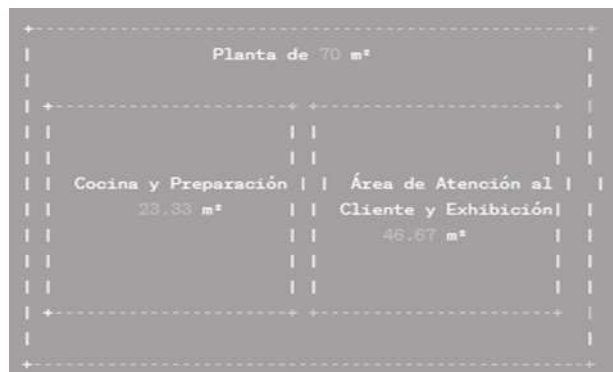 Planta de 70 m²
Cocina y Preparación Área de Atención al
23.33 m² Cliente y Exhibición
46.67 m²